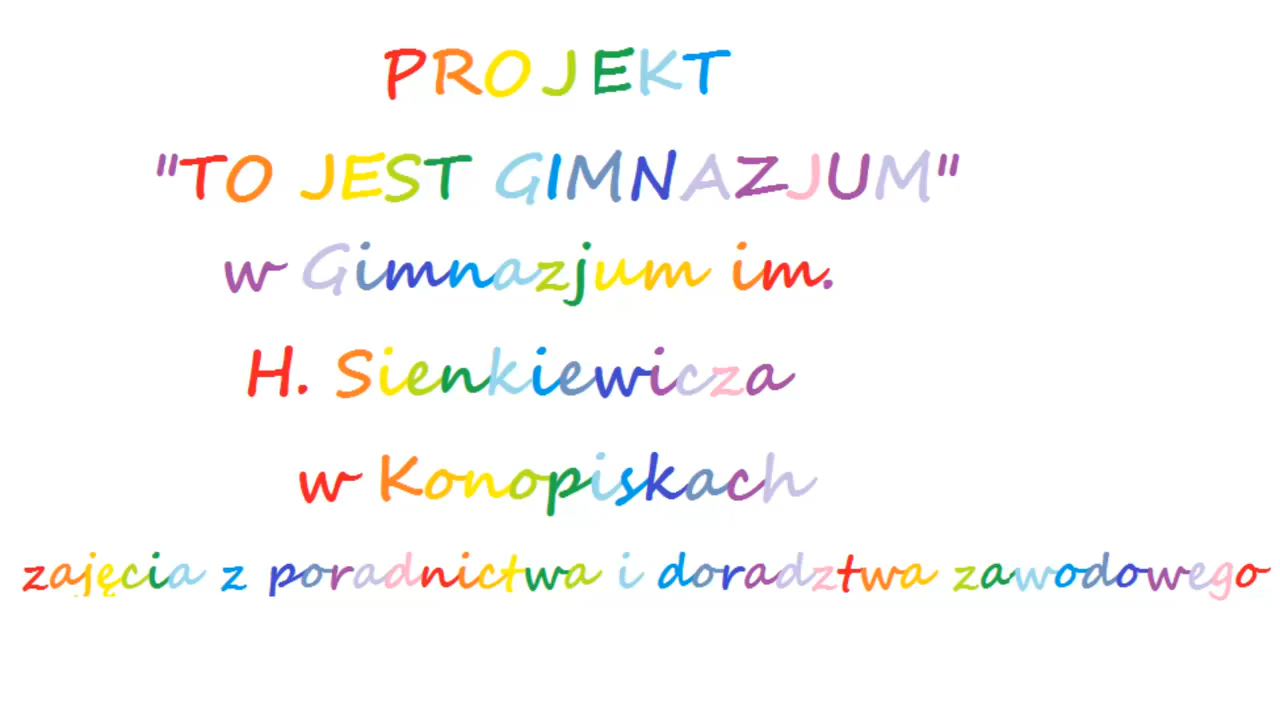 PROJEKT
"TO JEST GIMNAZJUM"
w Gimnazjum im.
H. Sienkiewicza
w Konopiskach
zajęcia z poradnictwa i doradztwa zawodowego